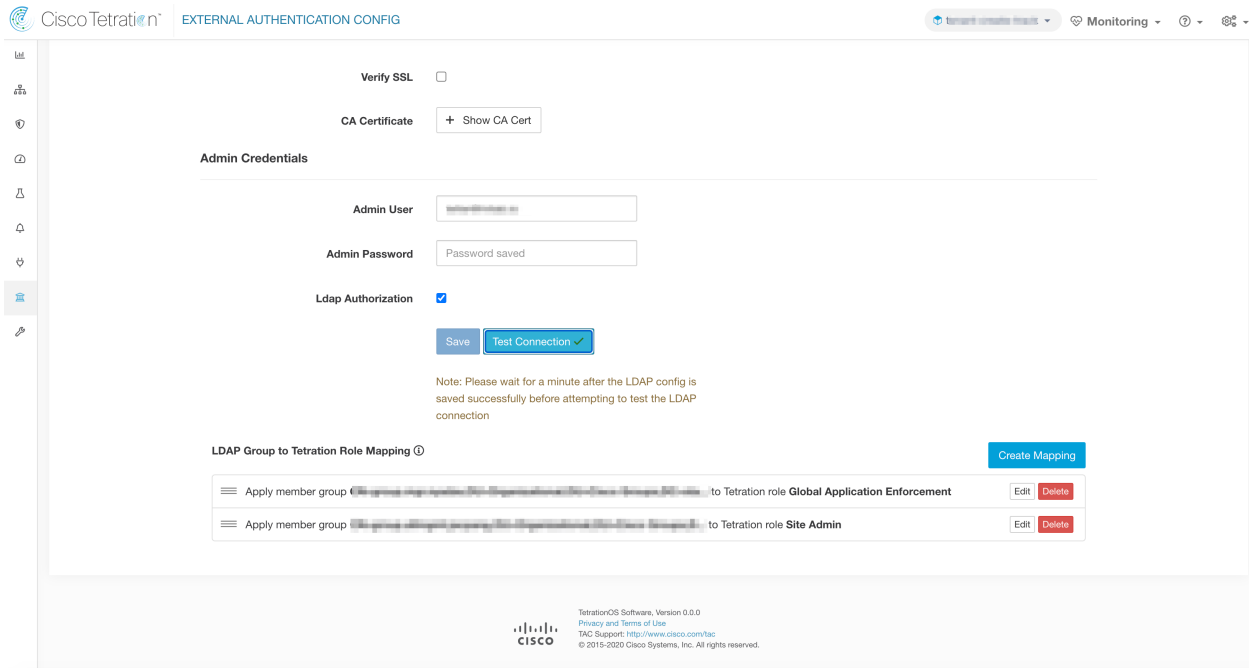 Cisco Tetration™
EXTERNAL AUTHENTICATION CONFIG
Monitoring
Verify SSL
CA Certificate
+ Show CA Cert
Admin Credentials
Admin User
Admin Password
Password saved
Ldap Authorization
Save
Test Connection ✓
Note: Please wait for a minute after the LDAP config is
saved successfully before attempting to test the LDAP
connection
LDAP Group to Tetration Role Mapping
Create Mapping
Apply member group to Tetration role Global Application Enforcement Edit Delete
Apply member group to Tetration role Site Admin Edit Delete
CISCO
TetrationOS Software, Version 0.0.0
Privacy and Terms of Use
TAC Support: http://www.cisco.com/tac
© 2015-2020 Cisco Systems, Inc. All rights reserved.